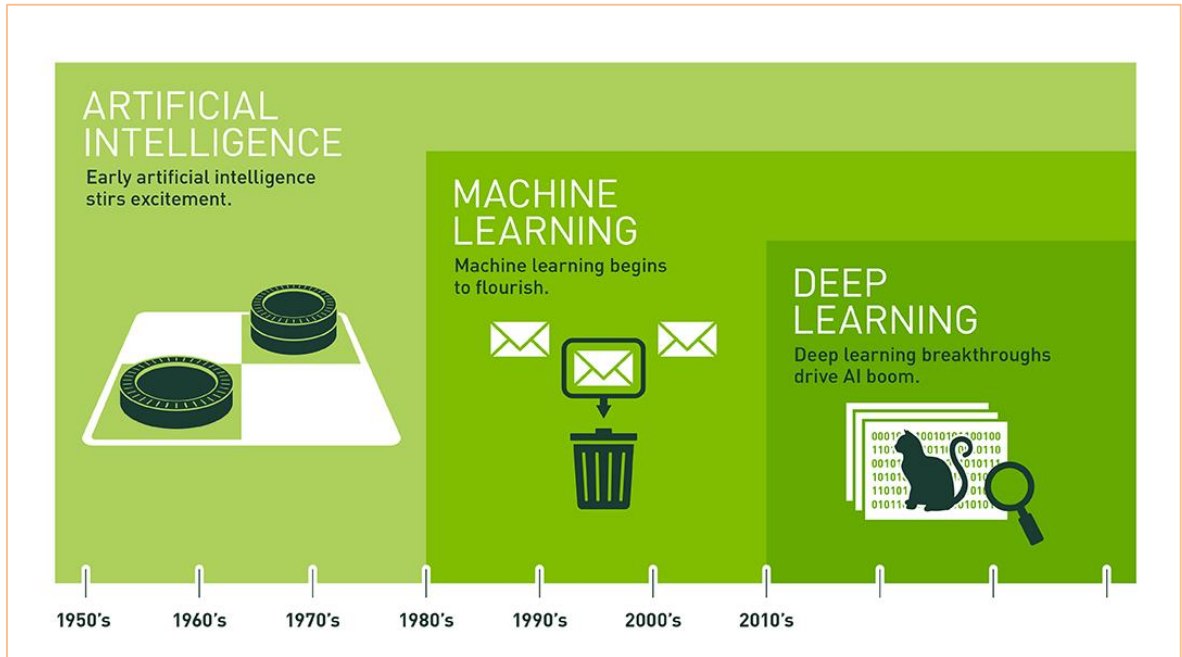 ARTIFICIAL
INTELLIGENCE
Early artificial intelligence
stirs excitement.
MACHINE
LEARNING
Machine learning begins
to flourish.
DEEP
LEARNING
Deep learning breakthroughs
drive AI boom.
1950's 1960's 1970's 1980's 1990's 2000's 2010's